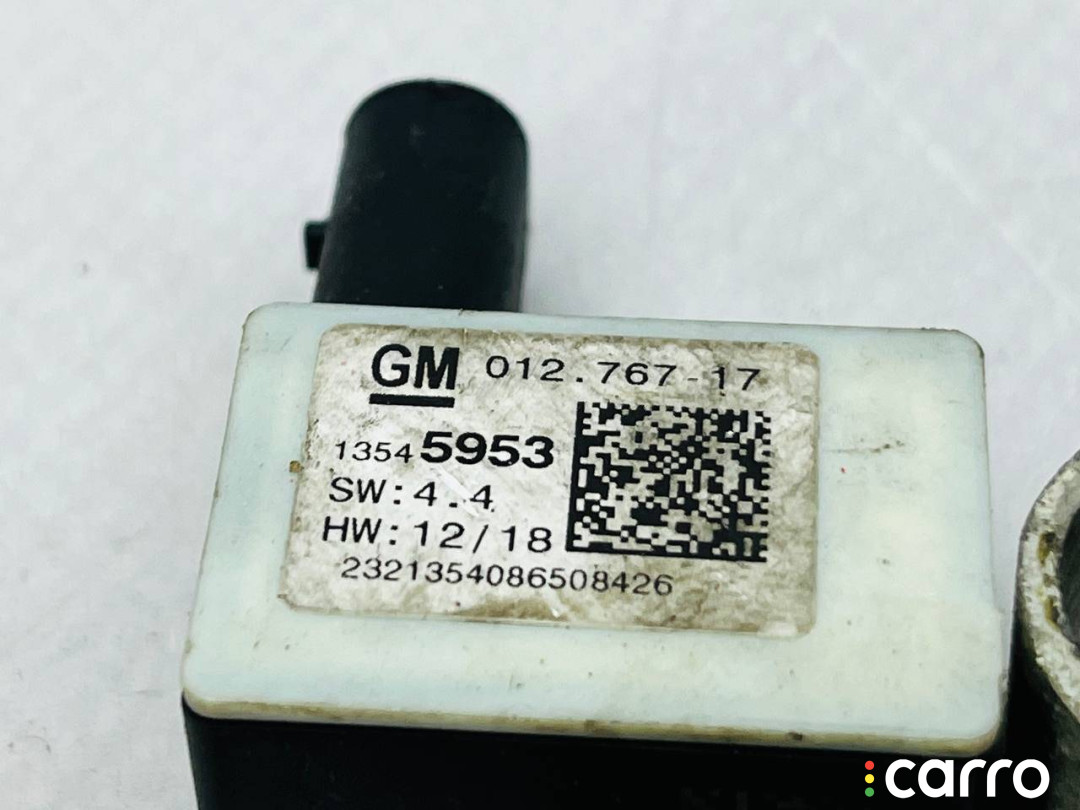 GM 012.767-17
13545953
SW: 4.4
HW: 12/18
2321354086508426
carro